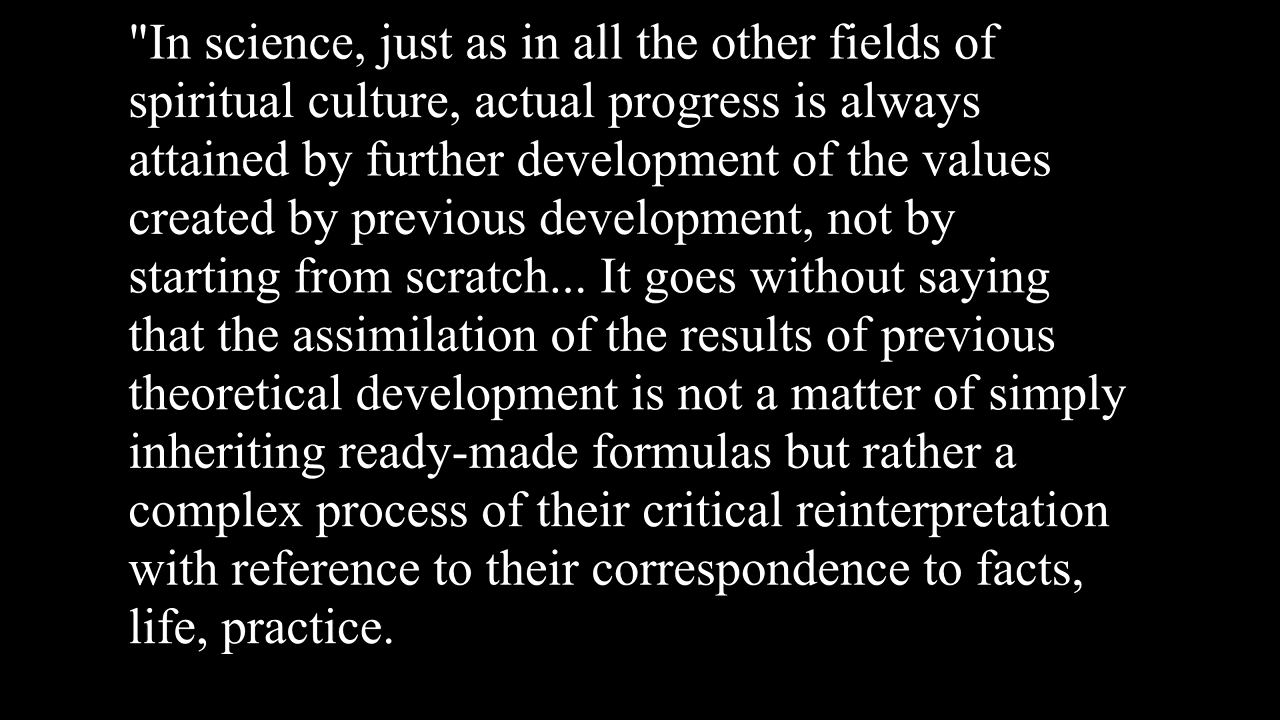 "In science, just as in all the other fields of
spiritual culture, actual progress is always
attained by further development of the values
created by previous development, not by
starting from scratch... It goes without saying
that the assimilation of the results of previous
theoretical development is not a matter of simply
inheriting ready-made formulas but rather a
complex process of their critical reinterpretation
with reference to their correspondence to facts,
life, practice.